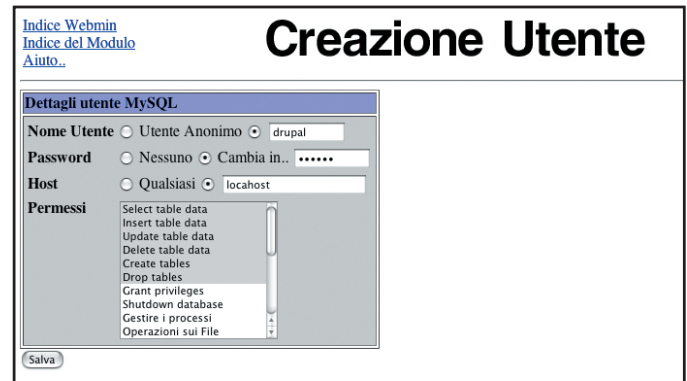 Indice Webmin
Indice del Modulo
Aiuto..
Creazione Utente
Dettagli utente MySQL
Nome Utente Utente Anonimo drupal
Password Nessuno Cambia in.. ••••••
Host Qualsiasi locahost
Permessi
Select table data
Insert table data
Update table data
Delete table data
Create tables
Drop tables
Grant privileges
Shutdown database
Gestire i processi
Operazioni sui File
Salva